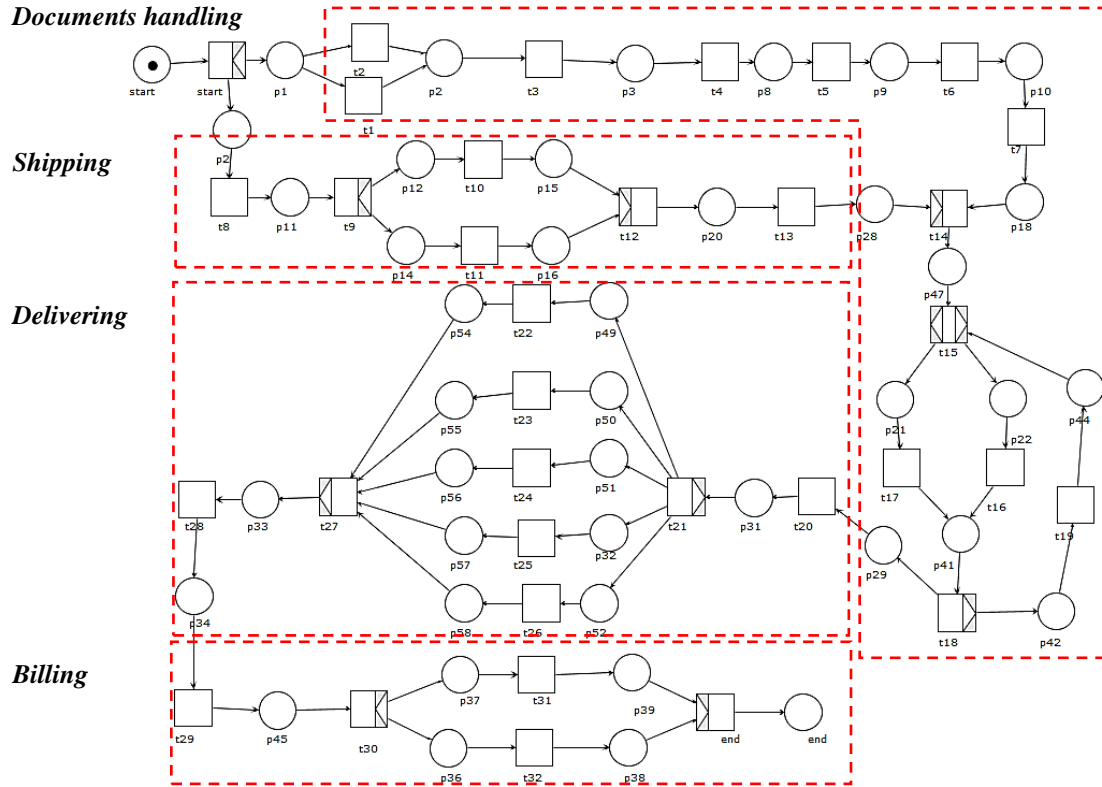 Documents handling
start start p1 t2 p2 t3 p3 t4 p8 t5 p9 t6 p10
t1
t7
p2
Shipping
p12 t10 p15
t8 p11 t9 t12 p20 t13 p28 t14 p18
p14 t11 p16
p47
Delivering
p54 t22 p49
t15
p55 t23 p50
p21 p22 p44
p56 t24 p51
t17 t16
t28 p33 t27 t21 p31 t20
t19
p57 t25 p32
p29 p41
p34 p58 t26 p52
t18 p42
Billing
p37 t31 p39
t29 p45 t30 end end
p36 t32 p38